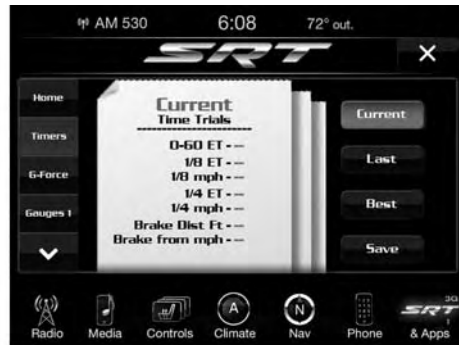 AM 530 6:08 72° out.
SRT
Home
Timers
G-Force
Gauges 1
Current
Time Trials
0-60 ET - --
1/8 ET - --
1/8 mph - --
1/4 ET - --
1/4 mph - --
Brake Dist Ft - --
Brake from mph - --
Current
Last
Best
Save
A
N
3G
SRT
Radio Media Controls Climate Nav Phone & Apps